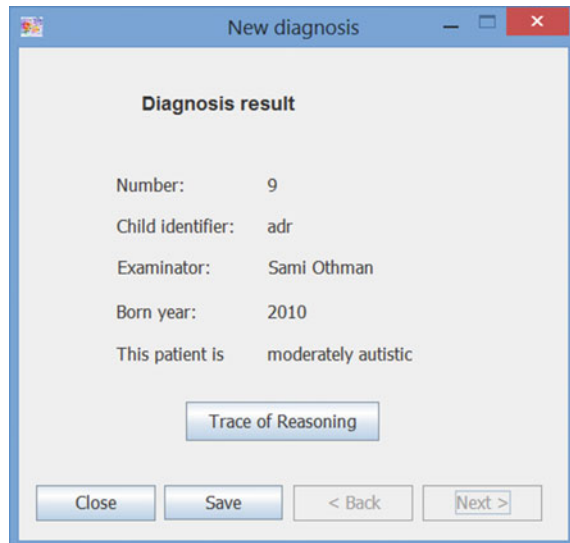 New diagnosis
Diagnosis result
Number: 9
Child identifier: adr
Examinator: Sami Othman
Born year: 2010
This patient is moderately autistic
Trace of Reasoning
Close Save < Back Next >